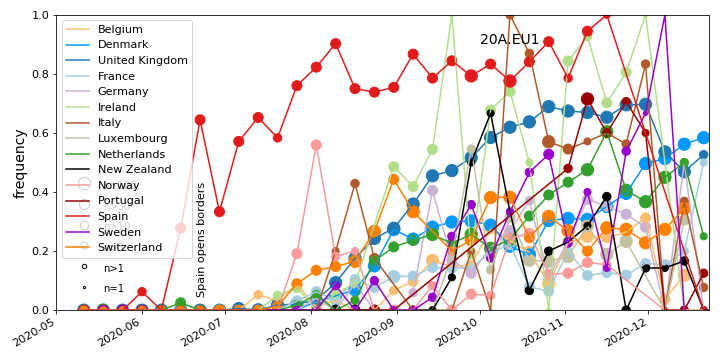 20A.EU1
Belgium
Denmark
United Kingdom
France
Germany
Ireland
Italy
Luxembourg
Netherlands
New Zealand
Norway
Portugal
Spain
Sweden
Switzerland
n>1
n=1
Spain opens borders
frequency
1.0
0.8
0.6
0.4
0.2
0.0
2020-05
2020-06
2020-07
2020-08
2020-09
2020-10
2020-11
2020-12